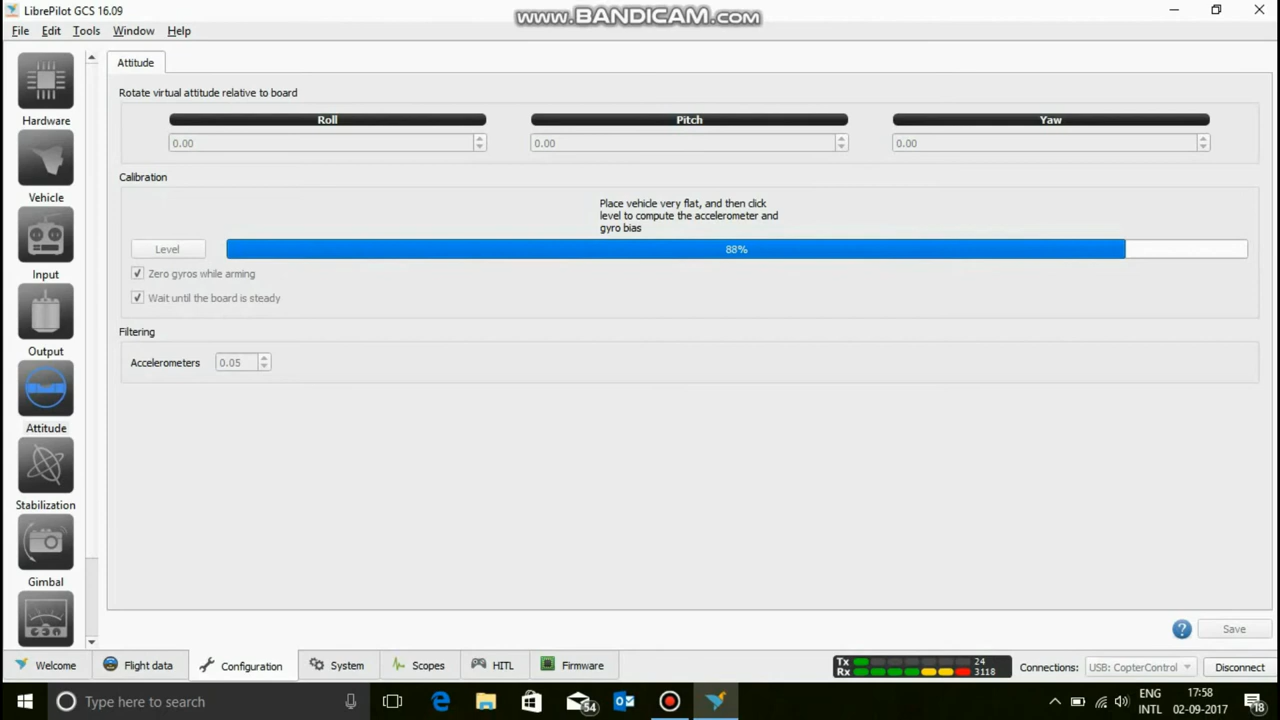 LibrePilot GCS 16.09
www.BANDICAM.com
File Edit Tools Window Help
Attitude
Rotate virtual attitude relative to board
Roll Pitch Yaw
0.00 0.00 0.00
Hardware
Calibration
Place vehicle very flat, and then click
level to compute the accelerometer and
gyro bias
Vehicle
Level 88%
Zero gyros while arming
Input
Wait until the board is steady
Filtering
Output
Accelerometers 0.05
Attitude
Stabilization
Gimbal
? Save
Welcome Flight data Configuration System Scopes HITL Firmware
Tx 24
Rx 3118
Connections: USB: CopterControl Disconnect
Type here to search
54
ENG
INTL
17:58
02-09-2017
18